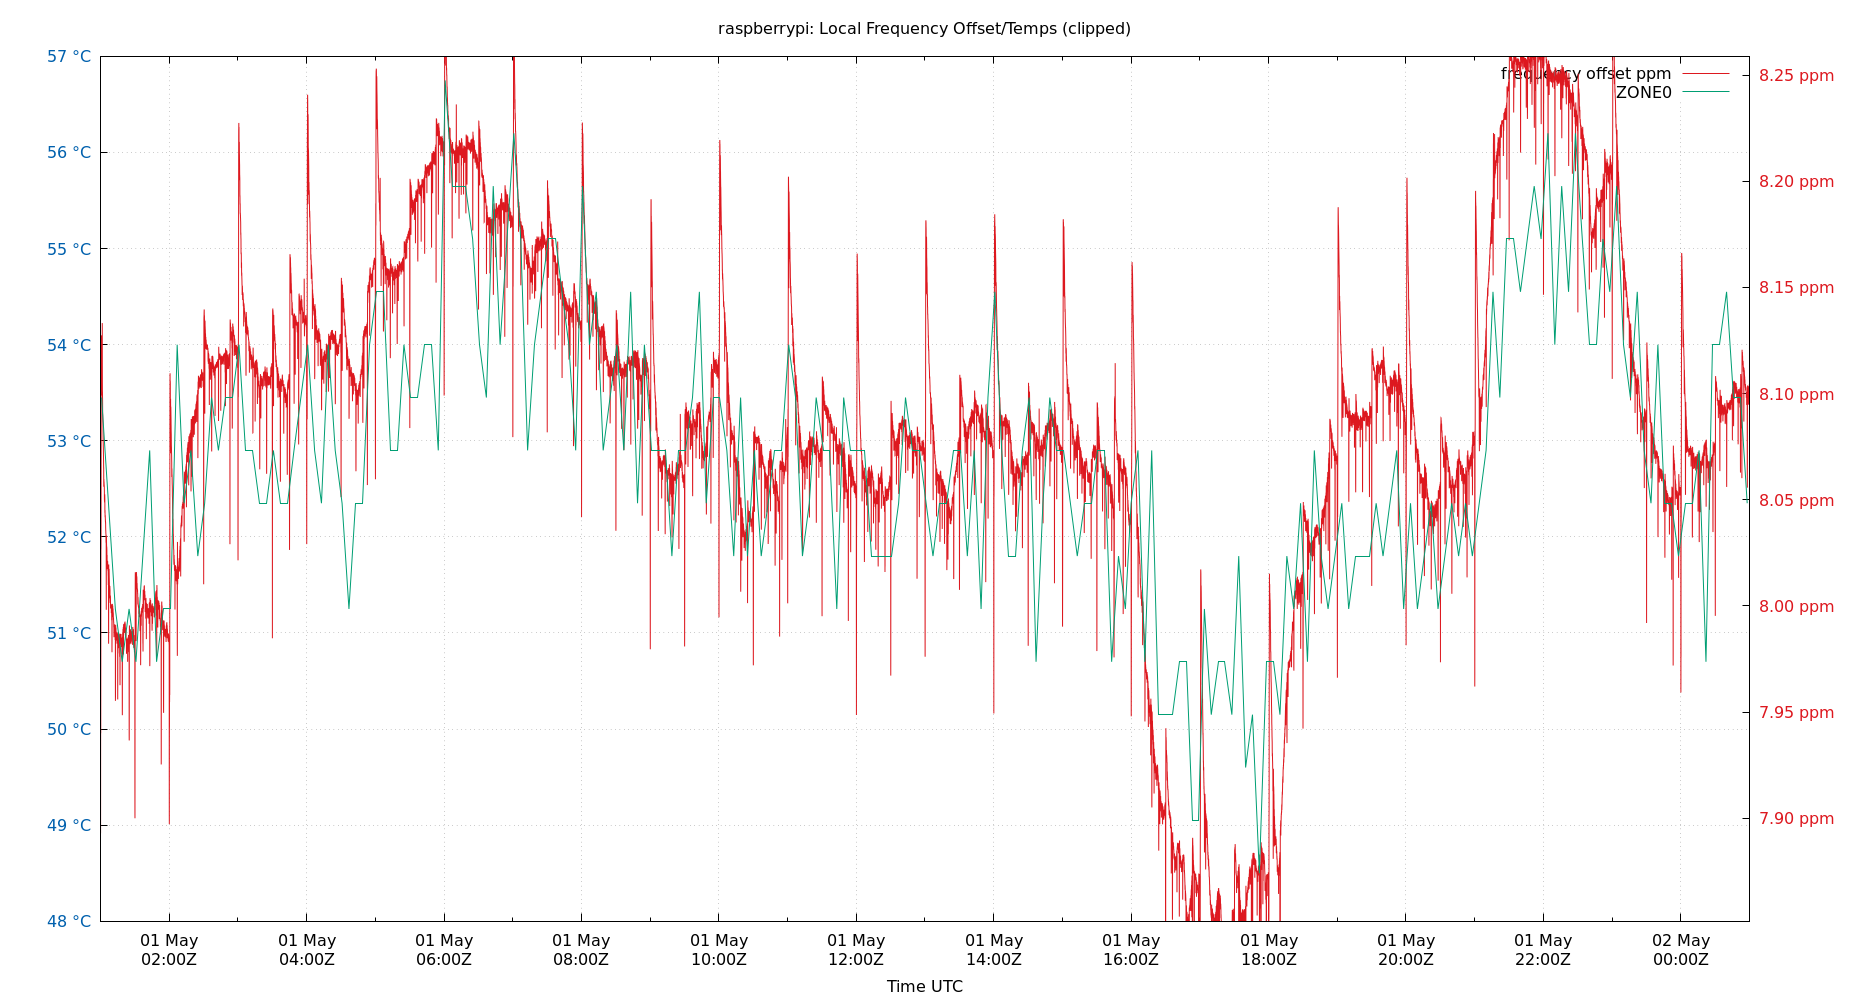 raspberrypi: Local Frequency Offset/Temps (clipped)
57 °C
56 °C
55 °C
54 °C
53 °C
52 °C
51 °C
50 °C
49 °C
48 °C
frequency offset ppm
ZONE0
8.25 ppm
8.20 ppm
8.15 ppm
8.10 ppm
8.05 ppm
8.00 ppm
7.95 ppm
7.90 ppm
01 May 01 May 01 May 01 May 01 May 01 May 01 May 01 May 01 May 01 May 01 May 02 May
02:00Z 04:00Z 06:00Z 08:00Z 10:00Z 12:00Z 14:00Z 16:00Z 18:00Z 20:00Z 22:00Z 00:00Z
Time UTC